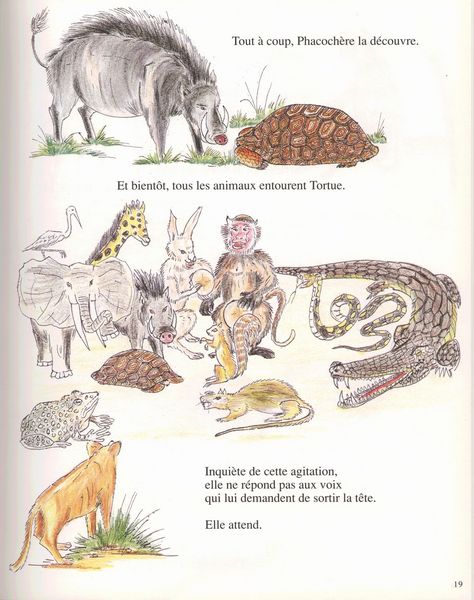 Tout à coup, Phacochère la découvre.
Et bientôt, tous les animaux entourent Tortue.
Inquiète de cette agitation,
elle ne répond pas aux voix
qui lui demandent de sortir la tête.
Elle attend.
19